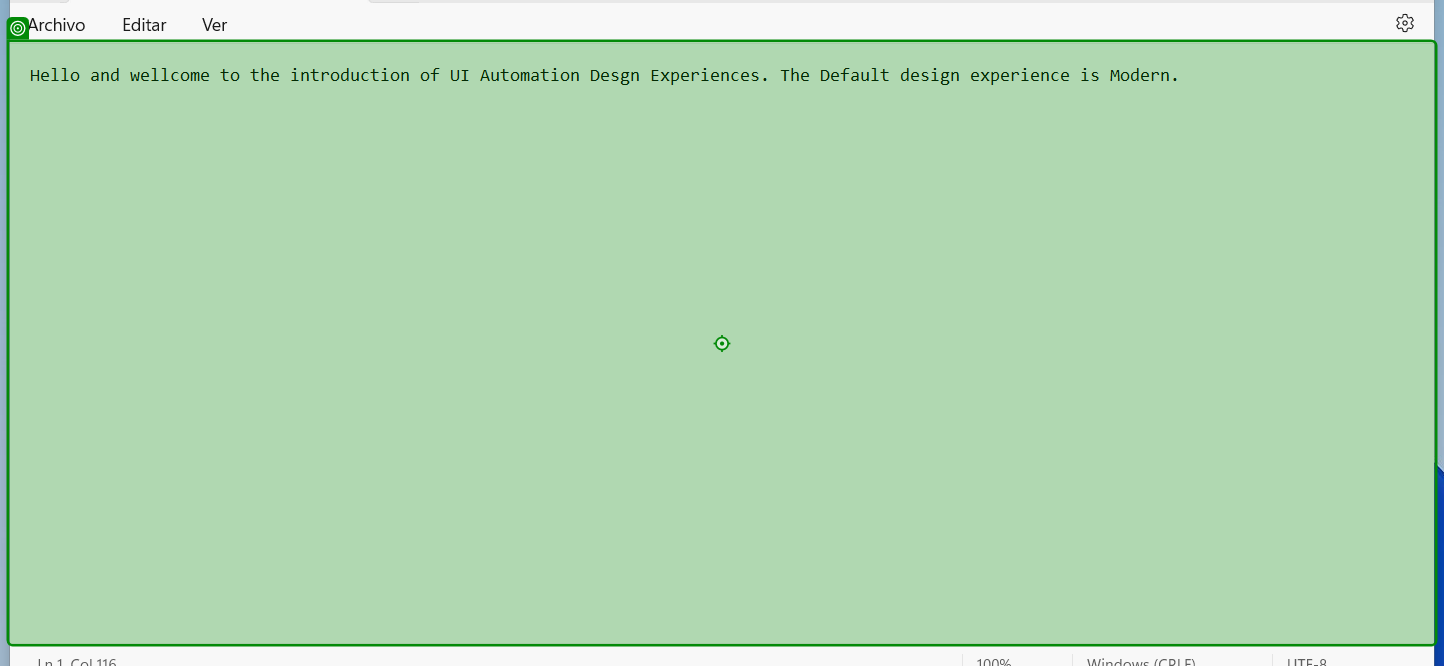 Archivo Editar Ver
Hello and wellcome to the introduction of UI Automation Desgn Experiences. The Default design experience is Modern.
Ln 1, Col 116 100% Windows (CRLF) UTF-8